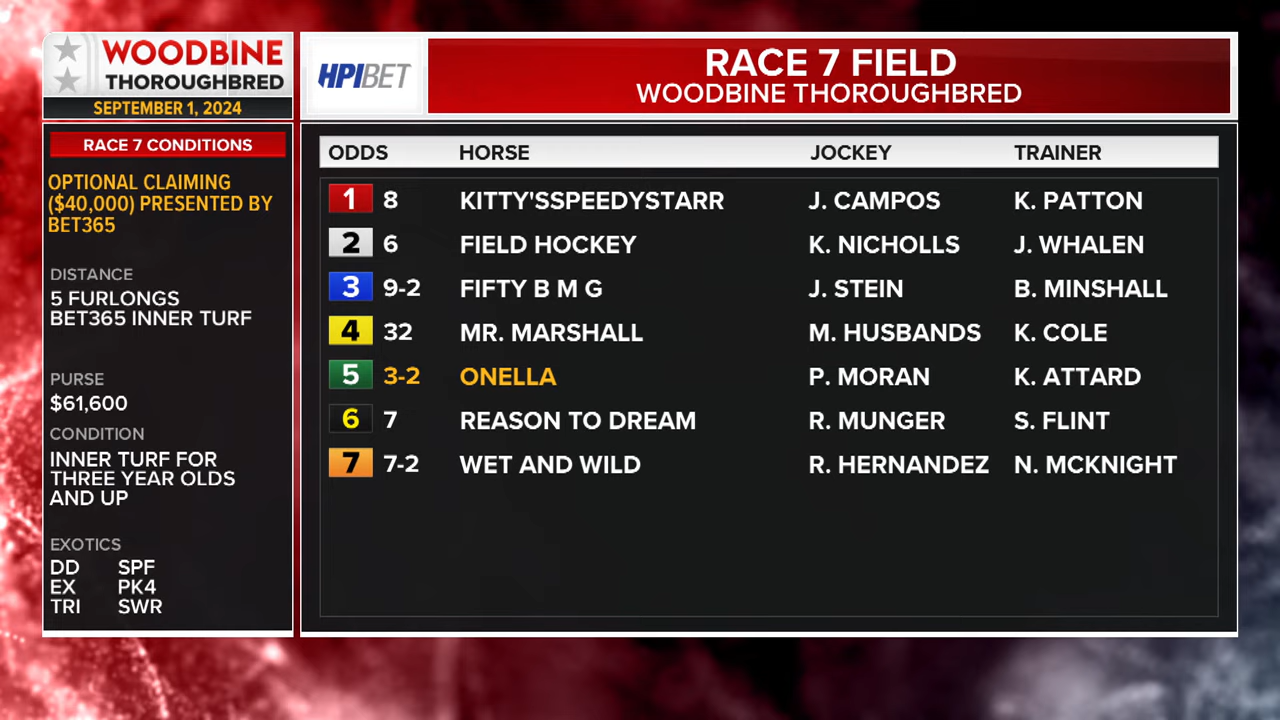 WOODBINE
THOROUGHBRED
SEPTEMBER 1, 2024
RACE 7 CONDITIONS
OPTIONAL CLAIMING
($40,000) PRESENTED BY
BET365
DISTANCE
5 FURLONGS
BET365 INNER TURF
PURSE
$61,600
CONDITION
INNER TURF FOR
THREE YEAR OLDS
AND UP
EXOTICS
DD SPF
EX PK4
TRI SWR
HPIBET
RACE 7 FIELD
WOODBINE THOROUGHBRED
ODDS HORSE JOCKEY TRAINER
1 8 KITTY'SSPEEDYSTARR J. CAMPOS K. PATTON
2 6 FIELD HOCKEY K. NICHOLLS J. WHALEN
3 9-2 FIFTY B M G J. STEIN B. MINSHALL
4 32 MR. MARSHALL M. HUSBANDS K. COLE
5 3-2 ONELLA P. MORAN K. ATTARD
6 7 REASON TO DREAM R. MUNGER S. FLINT
7 7-2 WET AND WILD R. HERNANDEZ N. MCKNIGHT